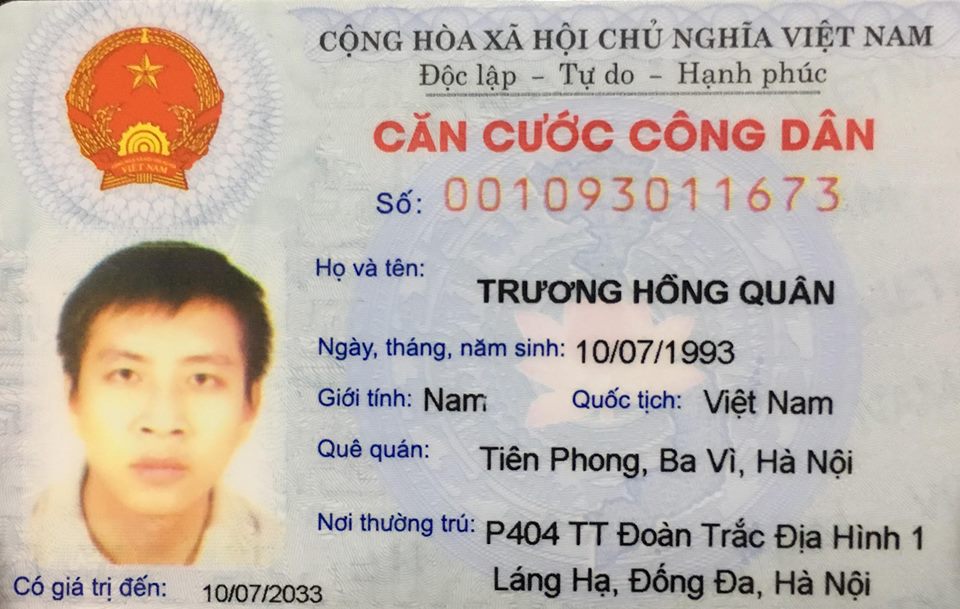 CỘNG HÒA XÃ HỘI CHỦ NGHĨA VIỆT NAM
Độc lập - Tự do - Hạnh phúc
CĂN CƯỚC CÔNG DÂN
Số: 001093011673
Họ và tên:
TRƯƠNG HỒNG QUÂN
Ngày, tháng, năm sinh: 10/07/1993
Giới tính: Nam Quốc tịch: Việt Nam
Quê quán: Tiên Phong, Ba Vì, Hà Nội
Nơi thường trú: P404 TT Đoàn Trắc Địa Hình 1
Láng Hạ, Đống Đa, Hà Nội
Có giá trị đến: 10/07/2033
VIỆT NAM